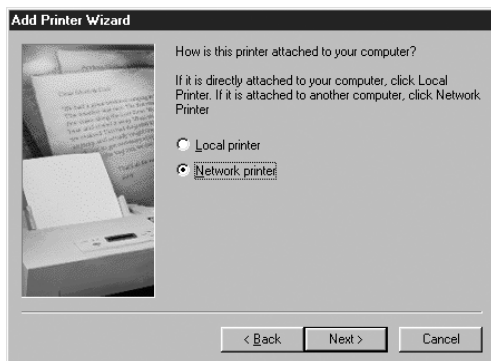 Add Printer Wizard
How is this printer attached to your computer?
If it is directly attached to your computer, click Local
Printer. If it is attached to another computer, click Network
Printer
Local printer
Network printer
< Back
Next >
Cancel